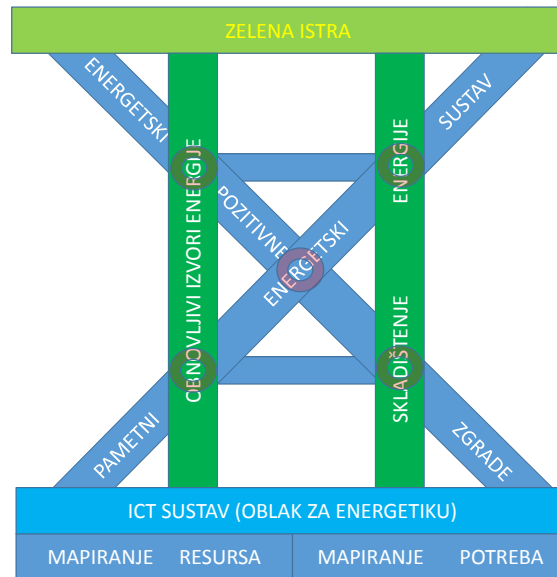 ZELENA ISTRA
ENERGETSKI POZITIVNE ZGRADE
PAMETNI ENERGETSKI SUSTAV
OBNOVLJIVI IZVORI ENERGIJE
SKLADIŠTENJE ENERGIJE
ICT SUSTAV (OBLAK ZA ENERGETIKU)
MAPIRANJE RESURSA
MAPIRANJE POTREBA